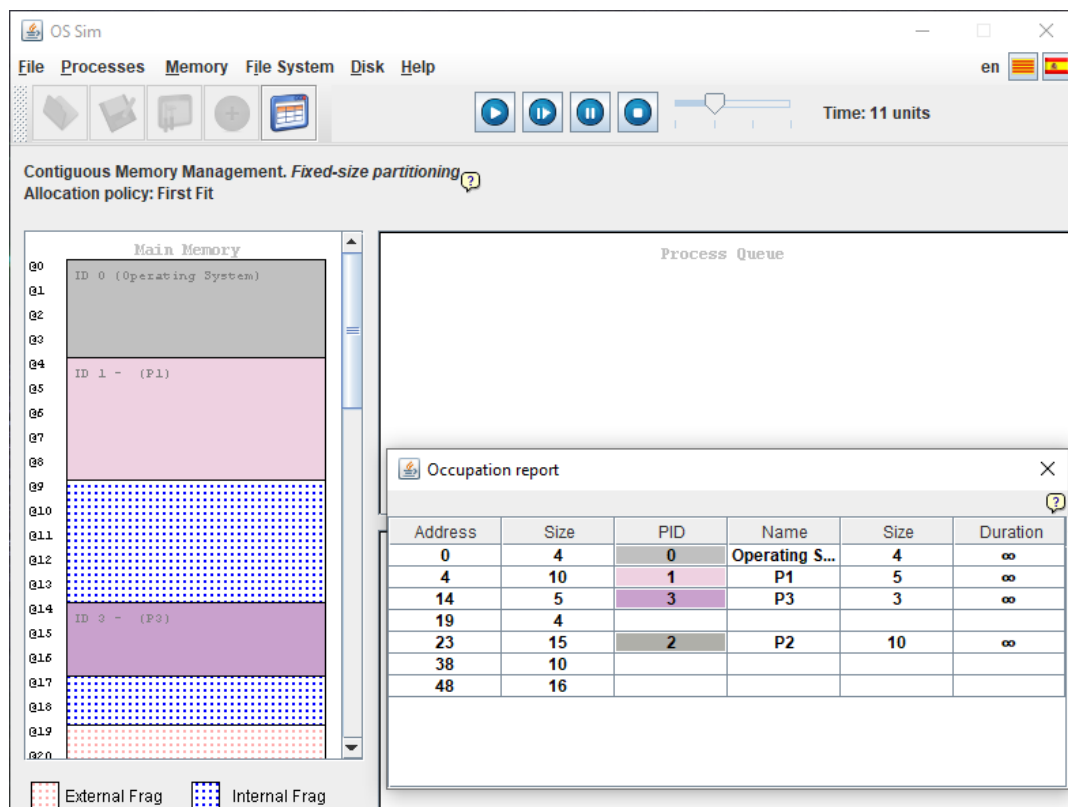 OS Sim
File Processes Memory File System Disk Help en
Time: 11 units
Contiguous Memory Management. Fixed-size partitioning
?
Allocation policy: First Fit
Main Memory
@0
ID 0 (Operating System)
@1
@2
@3
@4
ID 1 - (P1)
@5
@6
@7
@8
@9
@10
@11
@12
@13
@14
ID 3 - (P3)
@15
@16
@17
@18
@19
@20
External Frag Internal Frag
Process Queue
Occupation report
?
Address Size PID Name Size Duration
0 4 0 Operating S... 4 ∞
4 10 1 P1 5 ∞
14 5 3 P3 3 ∞
19 4
23 15 2 P2 10 ∞
38 10
48 16